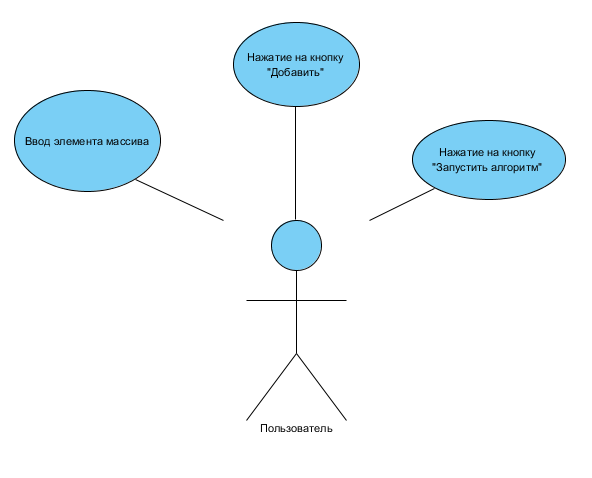 Нажатие на кнопку
"Добавить"
Ввод элемента массива
Нажатие на кнопку
"Запустить алгоритм"
Пользователь